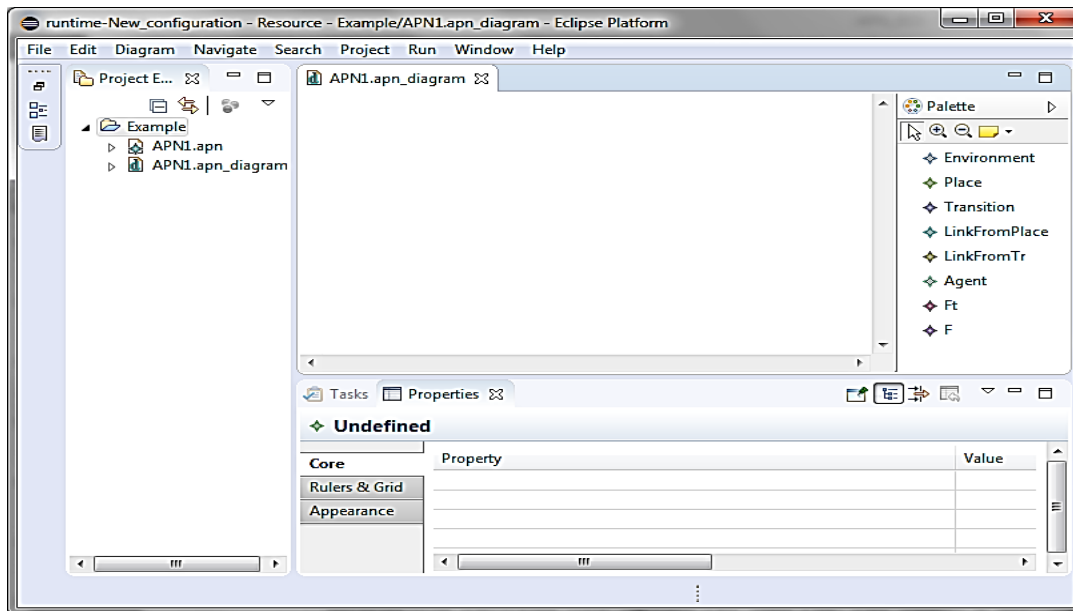 runtime-New_configuration - Resource - Example/APN1.apn_diagram - Eclipse Platform
File Edit Diagram Navigate Search Project Run Window Help
Project E...
Example
APN1.apn
APN1.apn_diagram
APN1.apn_diagram
Palette
Environment
Place
Transition
LinkFromPlace
LinkFromTr
Agent
Ft
F
Tasks Properties
Undefined
Core
Rulers & Grid
Appearance
Property Value